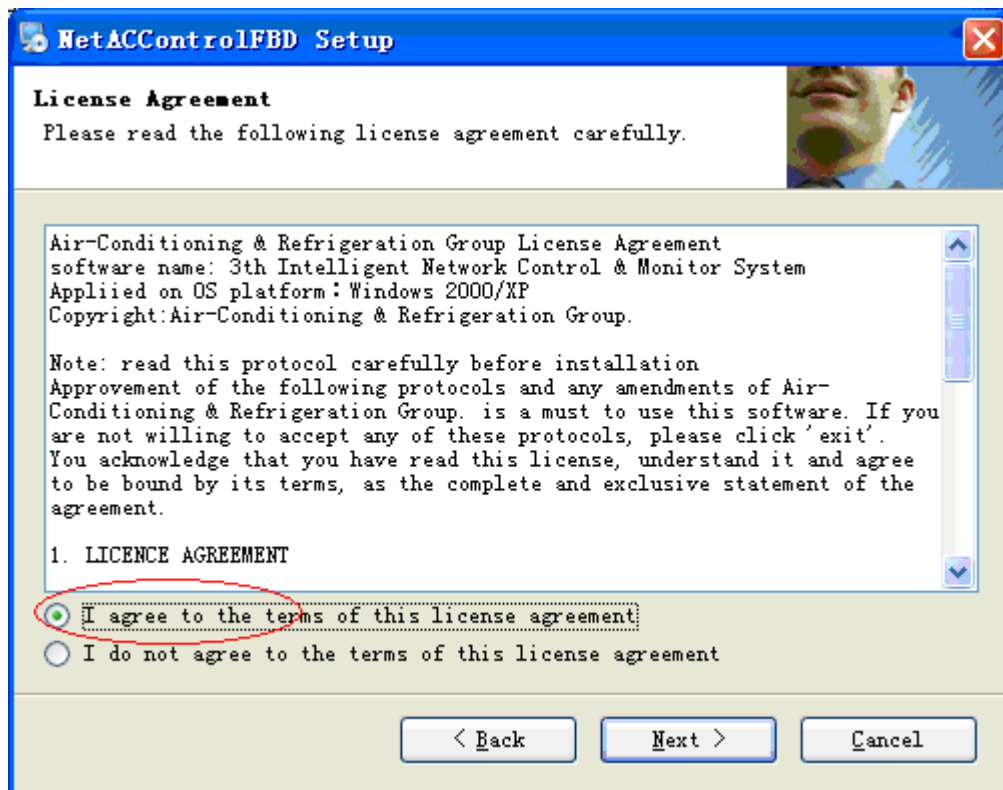 NetACControlFBD Setup
License Agreement
Please read the following license agreement carefully.
Air-Conditioning & Refrigeration Group License Agreement
software name: 3th Intelligent Network Control & Monitor System
Appliied on OS platform：Windows 2000/XP
Copyright:Air-Conditioning & Refrigeration Group.
Note: read this protocol carefully before installation
Approvement of the following protocols and any amendments of Air-
Conditioning & Refrigeration Group. is a must to use this software. If you
are not willing to accept any of these protocols, please click 'exit'.
You acknowledge that you have read this license, understand it and agree
to be bound by its terms, as the complete and exclusive statement of the
agreement.
1. LICENCE AGREEMENT
I agree to the terms of this license agreement
I do not agree to the terms of this license agreement
< Back
Next >
Cancel